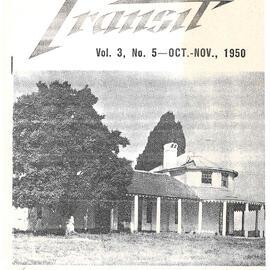 Transit
Vol. 3, No. 5—OCT.-NOV., 1950